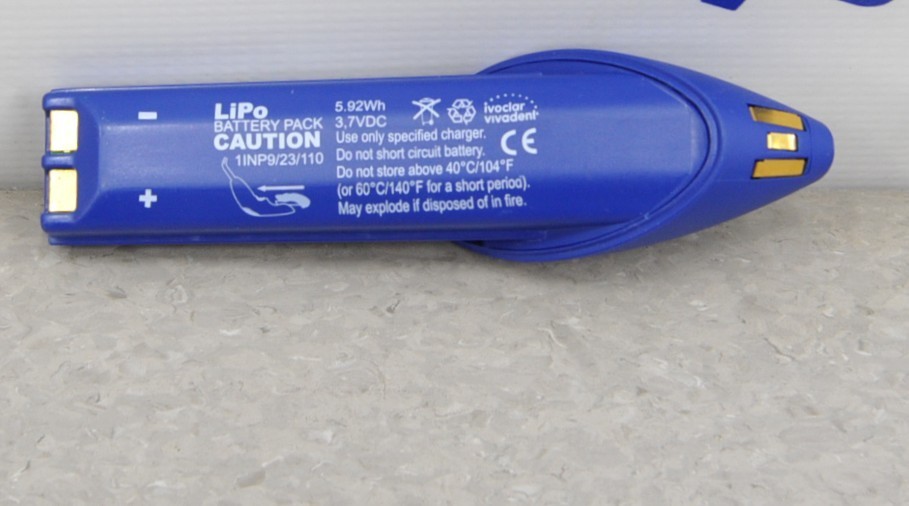 LiPo
BATTERY PACK
CAUTION
1INP9/23/110
5.92Wh
3,7VDC
Use only specified charger.
Do not short circuit battery.
Do not store above 40°C/104°F
(or 60°C/140°F for a short period).
May explode if disposed of in fire.
ivoclar
vivadent
CE
-
+